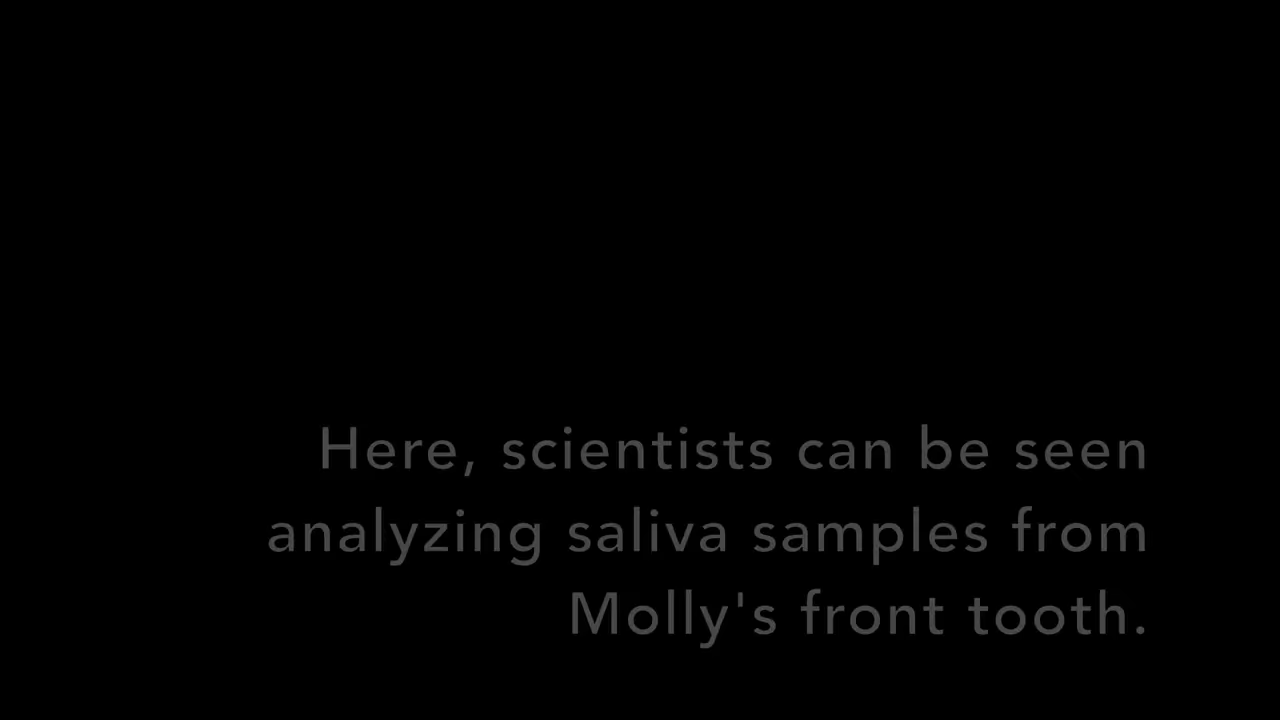 Here, scientists can be seen
analyzing saliva samples from
Molly's front tooth.